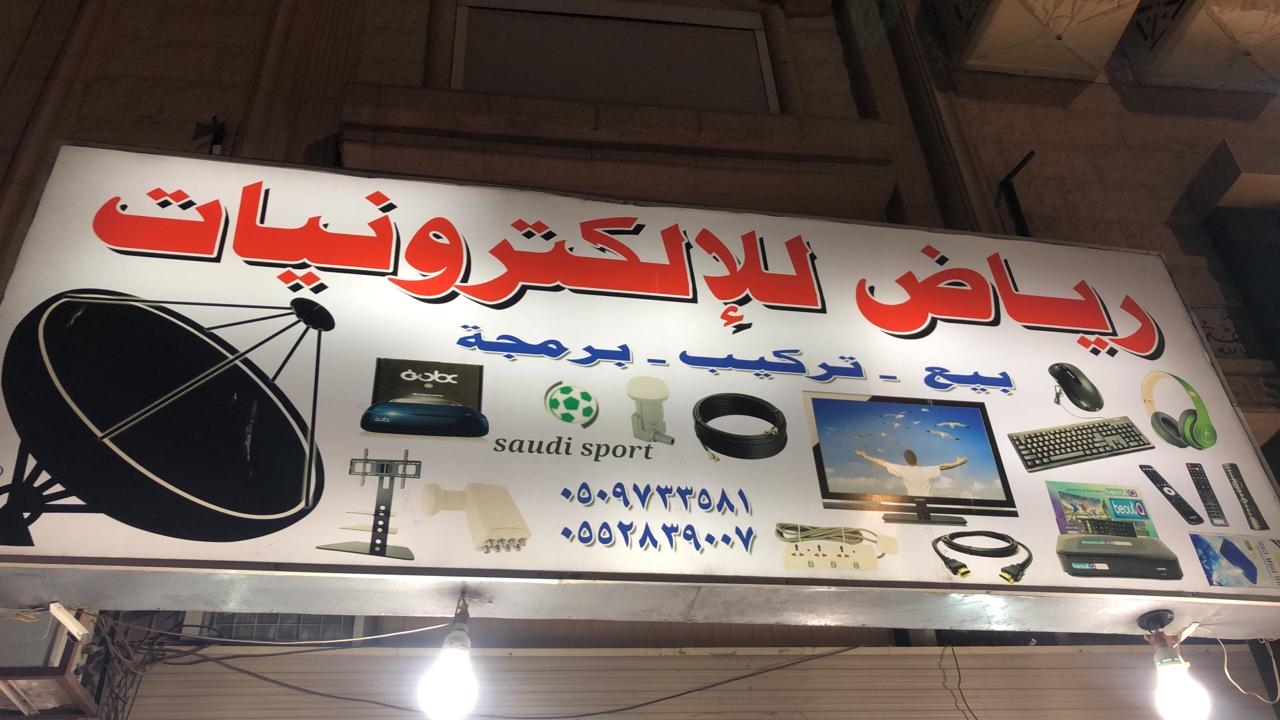 رياض للإلكترونيات
بيع - تركيب - برمجة
saudi sport
٠٥٠٩٧٣٣٥٨١
٠٥٥٢٨٣٩٠٠٧